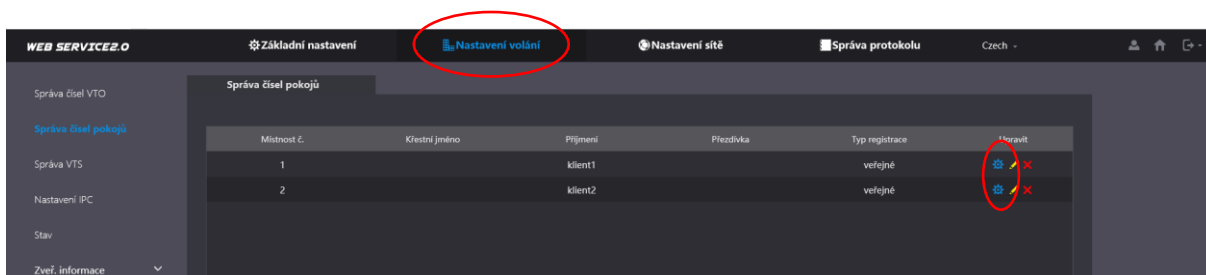 WEB SERVICE2.0 Základní nastavení Nastavení volání Nastavení sítě Správa protokolu Czech
Správa čísel VTO
Správa čísel pokojů
Správa VTS
Nastavení IPC
Stav
Zveř. informace
Správa čísel pokojů
Místnost č. Křestní jméno Příjmení Přezdívka Typ registrace Upravit
1 klient1 veřejné
2 klient2 veřejné